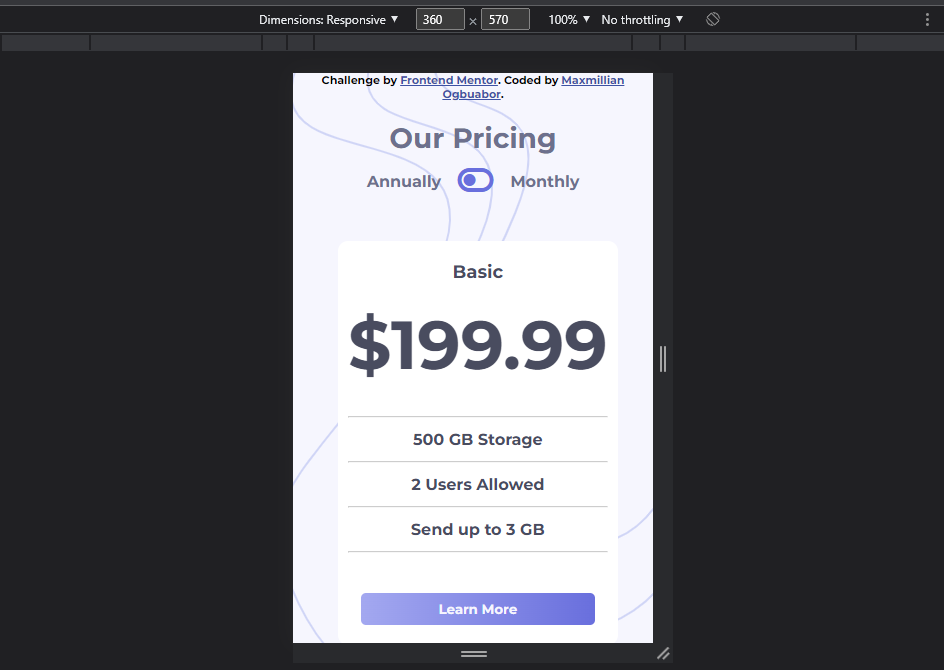 Dimensions: Responsive ▼ 360 × 570 100% ▼ No throttling ▼
Challenge by Frontend Mentor. Coded by Maxmillian
Ogbuabor.
Our Pricing
Annually Monthly
Basic
$199.99
500 GB Storage
2 Users Allowed
Send up to 3 GB
Learn More